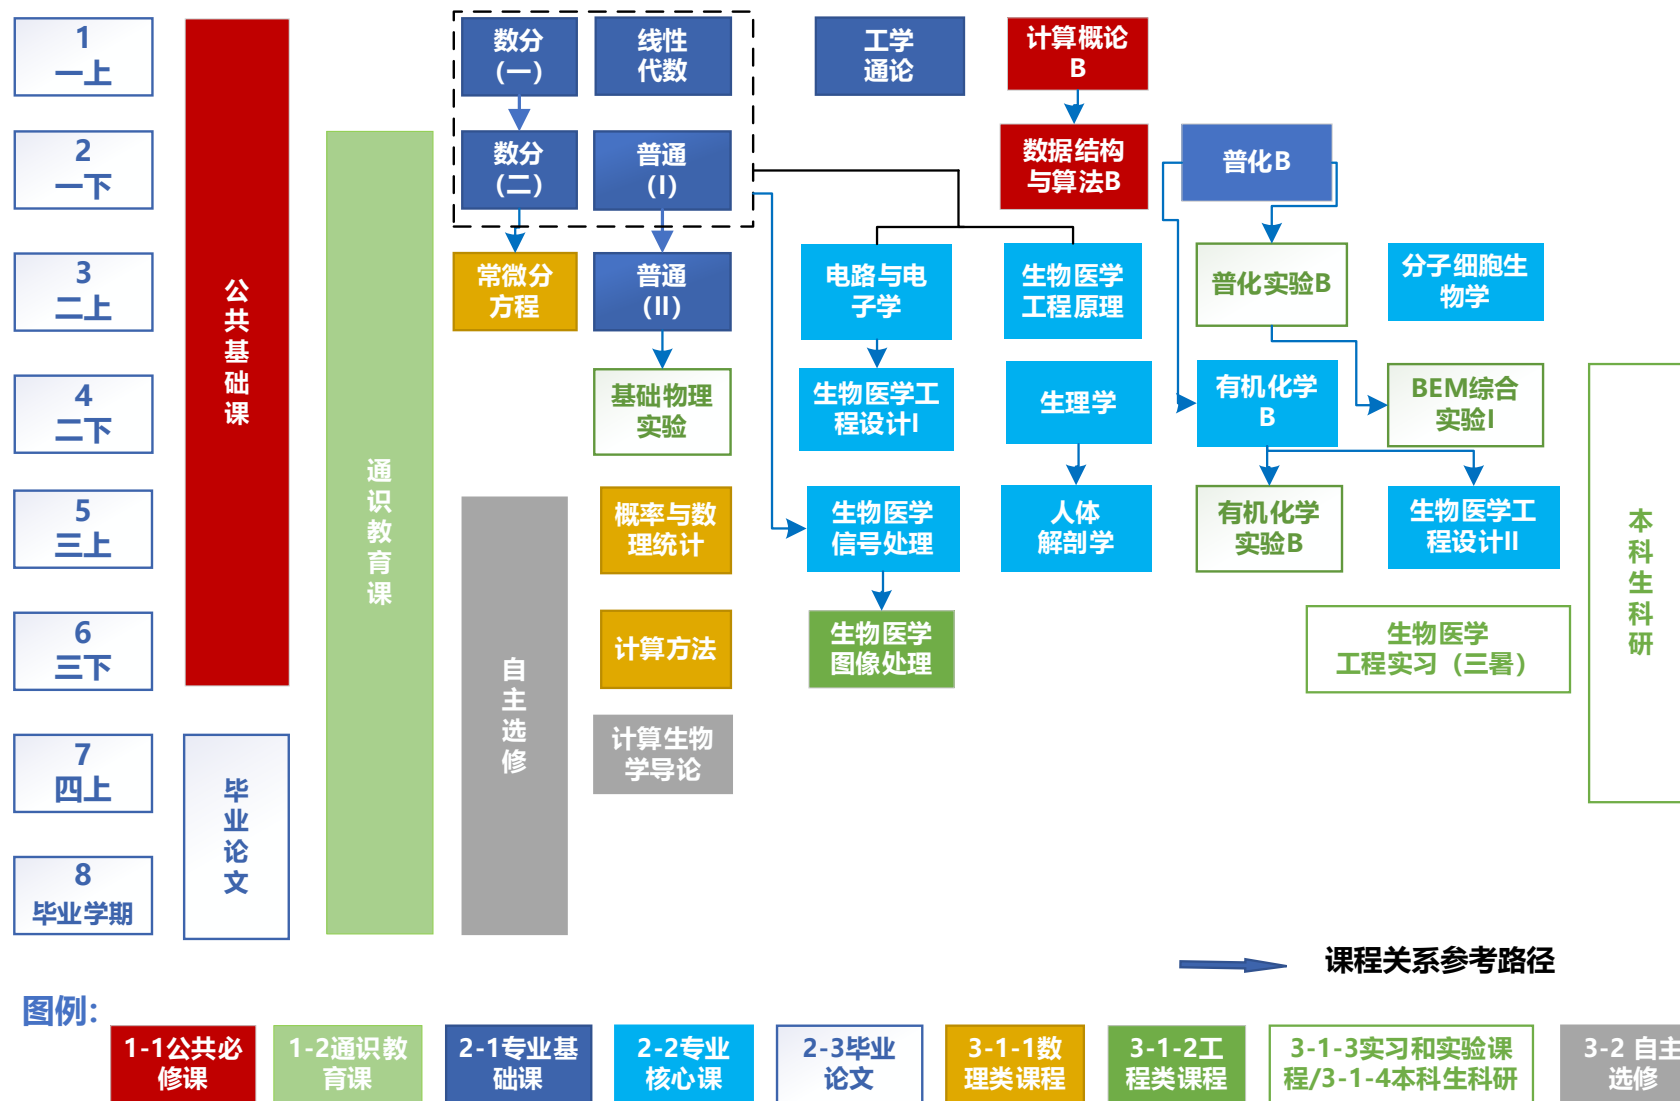 1
一上
2
一下
3
二上
4
二下
5
三上
6
三下
7
四上
8
毕业学期
公
共
基
础
课
毕
业
论
文
通
识
教
育
课
自
主
选
修
数分
（一）
线性
代数
数分
（二）
普通
（I）
常微分
方程
普通
（II）
基础物理
实验
概率与数
理统计
计算方法
计算生物
学导论
工学
通论
计算概论
B
数据结构
与算法B
普化B
电路与电
子学
生物医学
工程原理
普化实验B
分子细胞生
物学
生物医学工
程设计I
生理学
有机化学
B
BEM综合
实验I
生物医学
信号处理
人体
解剖学
有机化学
实验B
生物医学工
程设计II
生物医学
图像处理
生物医学
工程实习（三暑）
本
科
生
科
研
课程关系参考路径
图例：
1-1公共必
修课
1-2通识教
育课
2-1专业基
础课
2-2专业
核心课
2-3毕业
论文
3-1-1数
理类课程
3-1-2工
程类课程
3-1-3实习和实验课
程/3-1-4本科生科研
3-2 自主
选修